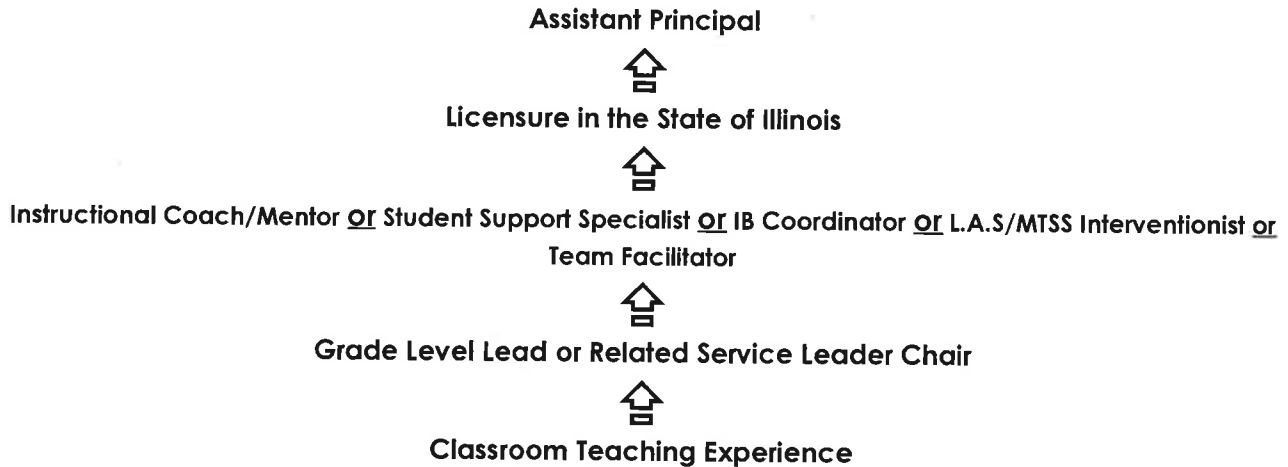 Assistant Principal
Licensure in the State of Illinois
Instructional Coach/Mentor or Student Support Specialist or IB Coordinator or L.A.S/MTSS Interventionist or
Team Facilitator
Grade Level Lead or Related Service Leader Chair
Classroom Teaching Experience